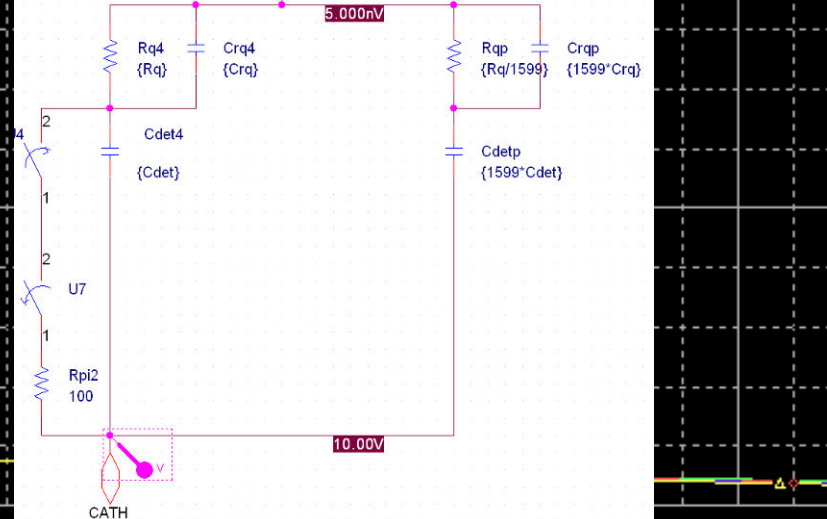 5.000nV
Rq4
{Rq}
Crq4
{Crq}
Rqp
{Rq/1599}
Crqp
{1599*Crq}
2
Cdet4
{Cdet}
Cdetp
{1599*Cdet}
1
2
U7
1
Rpi2
100
10.00V
V
CATH